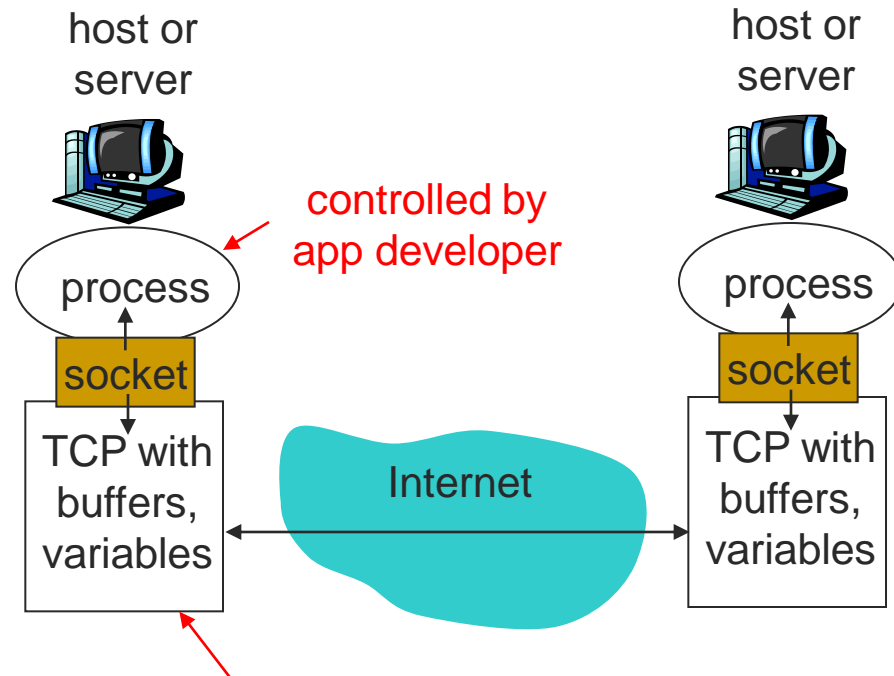 host or
server
host or
server
controlled by
app developer
process
process
socket
socket
TCP with
buffers,
variables
Internet
TCP with
buffers,
variables